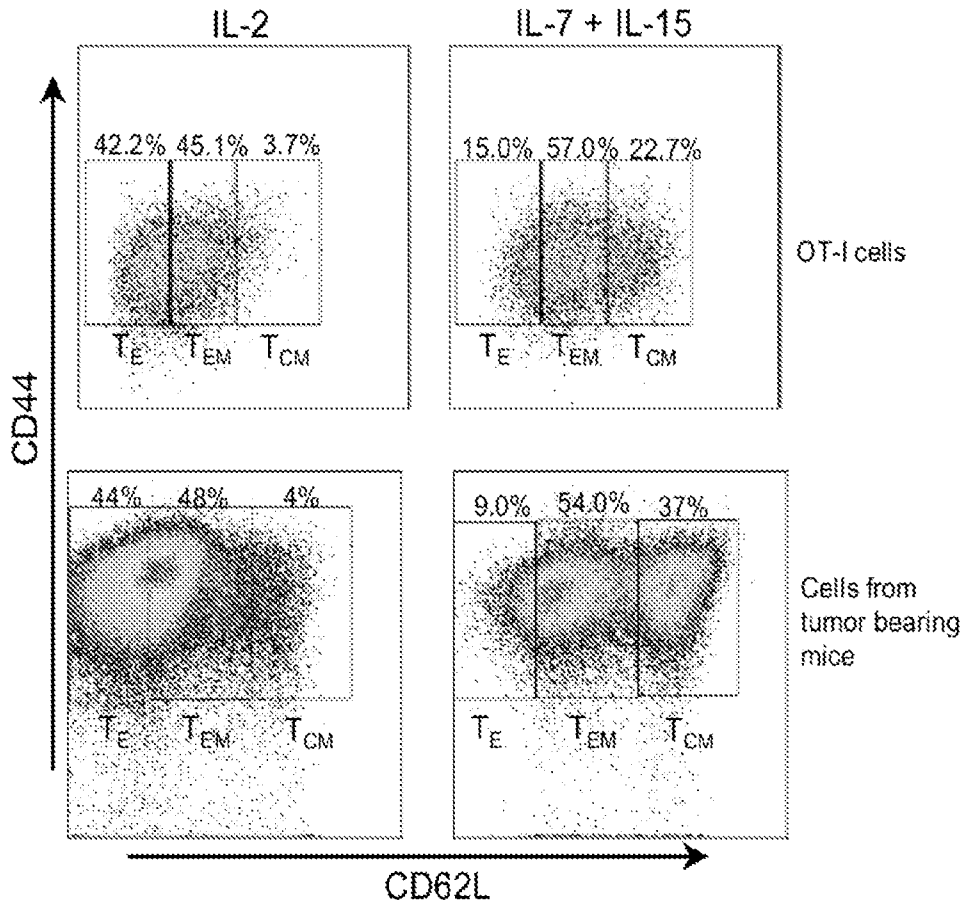 IL-2
IL-7 + IL-15
42.2% 45.1% 3.7%
15.0% 57.0% 22.7%
OT-I cells
T_E T_EM T_CM
T_E T_EM T_CM
CD44
44% 48% 4%
9.0% 54.0% 37%
Cells from
tumor bearing
mice
T_E T_EM T_CM
T_E T_EM T_CM
CD62L